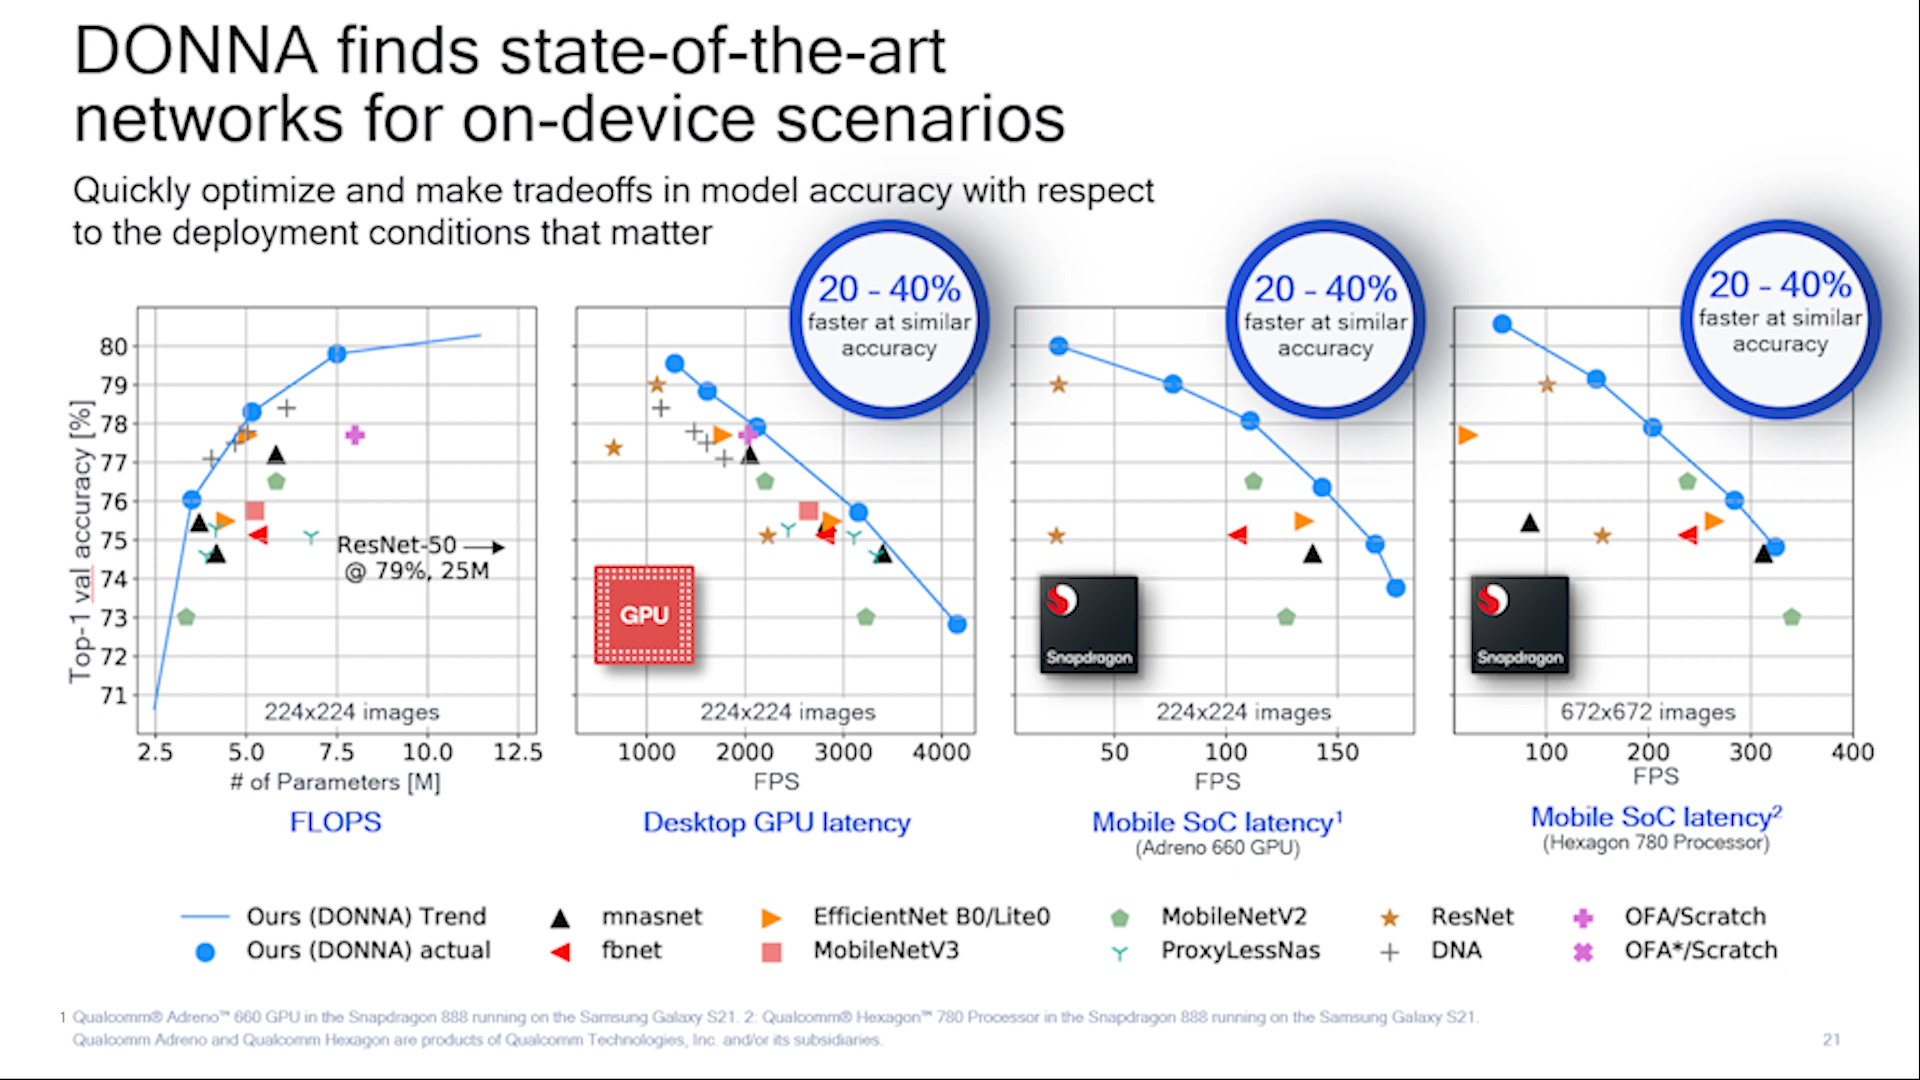 DONNA finds state-of-the-art
networks for on-device scenarios
Quickly optimize and make tradeoffs in model accuracy with respect
to the deployment conditions that matter
20 - 40%
faster at similar
accuracy
20 - 40%
faster at similar
accuracy
20 - 40%
faster at similar
accuracy
Top-1 val accuracy [%]
80
79
78
77
76
75
74
73
72
71
ResNet-50
@ 79%, 25M
224x224 images
2.5 5.0 7.5 10.0 12.5
# of Parameters [M]
FLOPS
GPU
224x224 images
1000 2000 3000 4000
FPS
Desktop GPU latency
Snapdragon
224x224 images
50 100 150
FPS
Mobile SoC latency1
(Adreno 660 GPU)
Snapdragon
672x672 images
100 200 300 400
FPS
Mobile SoC latency2
(Hexagon 780 Processor)
Ours (DONNA) Trend mnasnet EfficientNet B0/Lite0 MobileNetV2 ResNet OFA/Scratch
Ours (DONNA) actual fbnet MobileNetV3 ProxyLessNas DNA OFA*/Scratch
1 Qualcomm® Adreno™ 660 GPU in the Snapdragon 888 running on the Samsung Galaxy S21. 2: Qualcomm® Hexagon™ 780 Processor in the Snapdragon 888 running on the Samsung Galaxy S21.
Qualcomm Adreno and Qualcomm Hexagon are products of Qualcomm Technologies, Inc. and/or its subsidiaries.
21